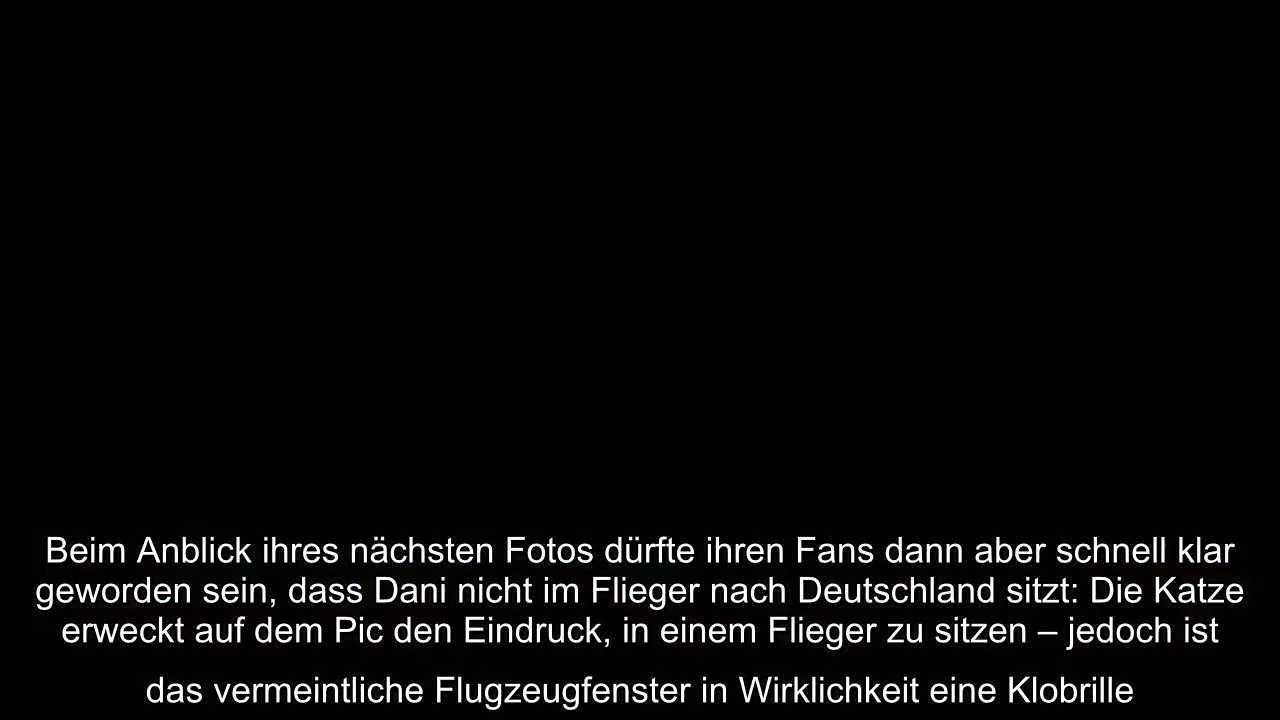 Beim Anblick ihres nächsten Fotos dürfte ihren Fans dann aber schnell klar
geworden sein, dass Dani nicht im Flieger nach Deutschland sitzt: Die Katze
erweckt auf dem Pic den Eindruck, in einem Flieger zu sitzen – jedoch ist
das vermeintliche Flugzeugfenster in Wirklichkeit eine Klobrille